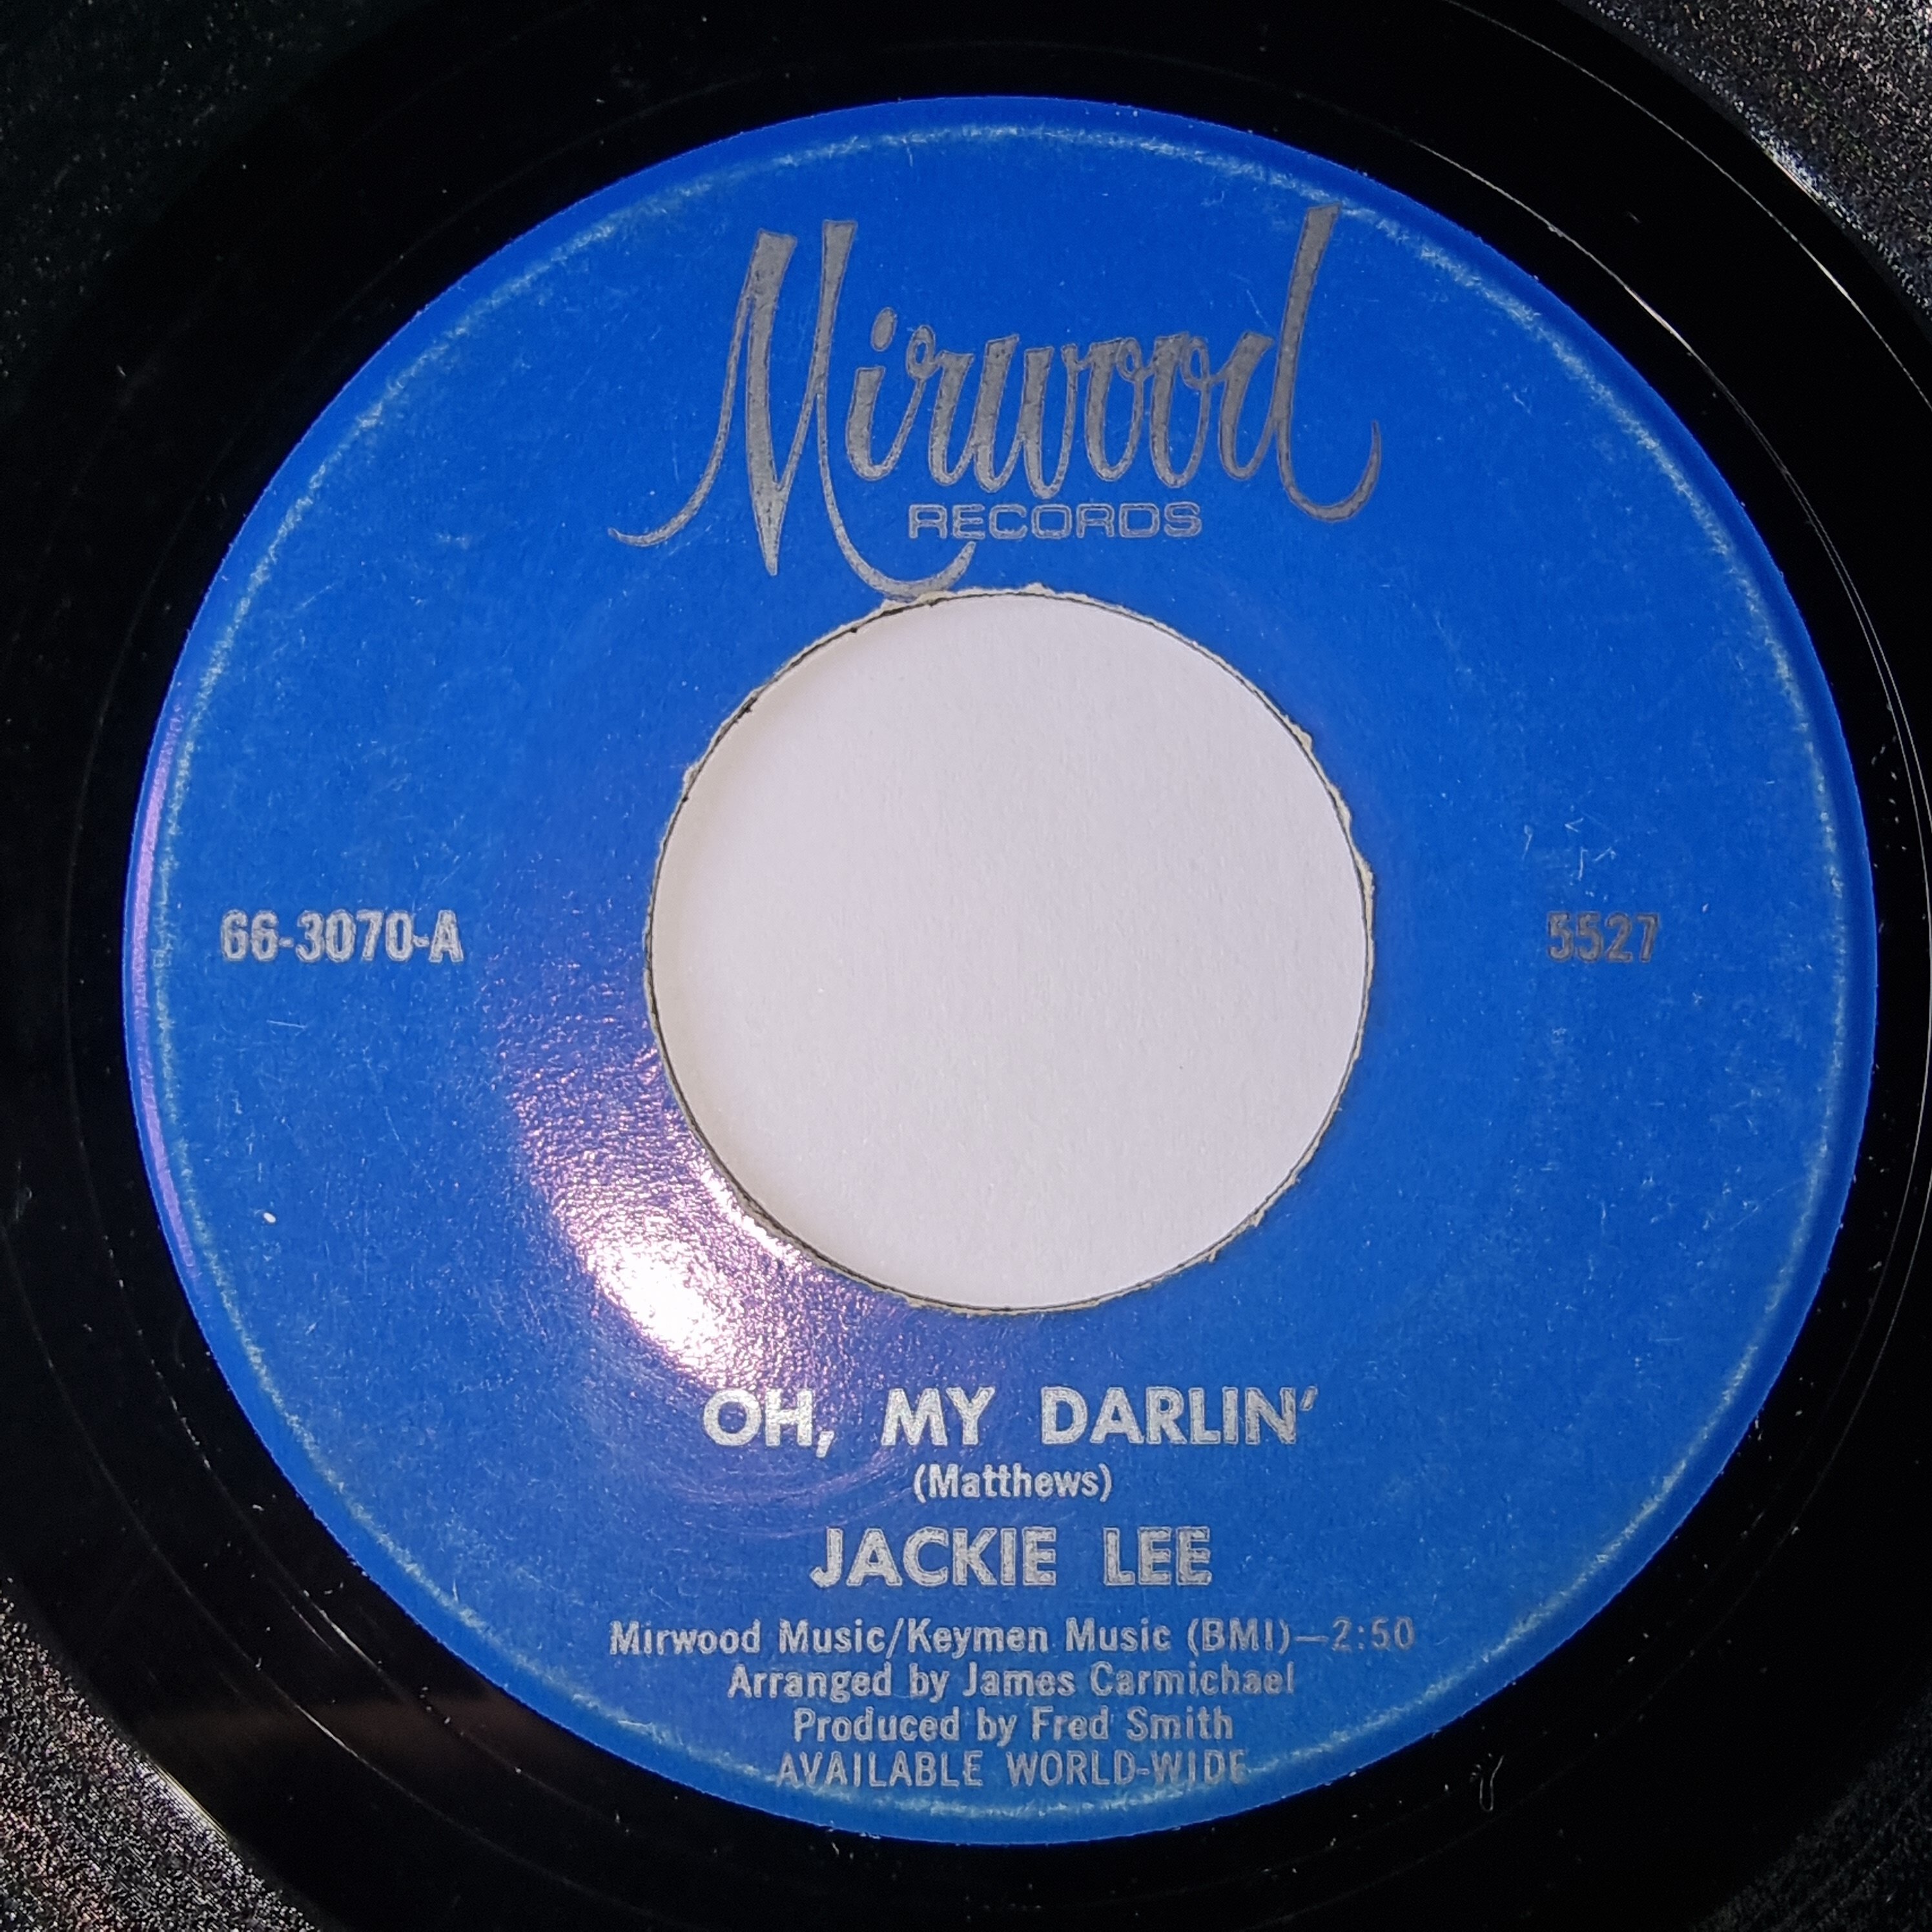 Mirwood
RECORDS
66-3070-A
5527
OH, MY DARLIN'
(Matthews)
JACKIE LEE
Mirwood Music/Keymen Music (BMI)—2:50
Arranged by James Carmichael
Produced by Fred Smith
AVAILABLE WORLD-WIDE